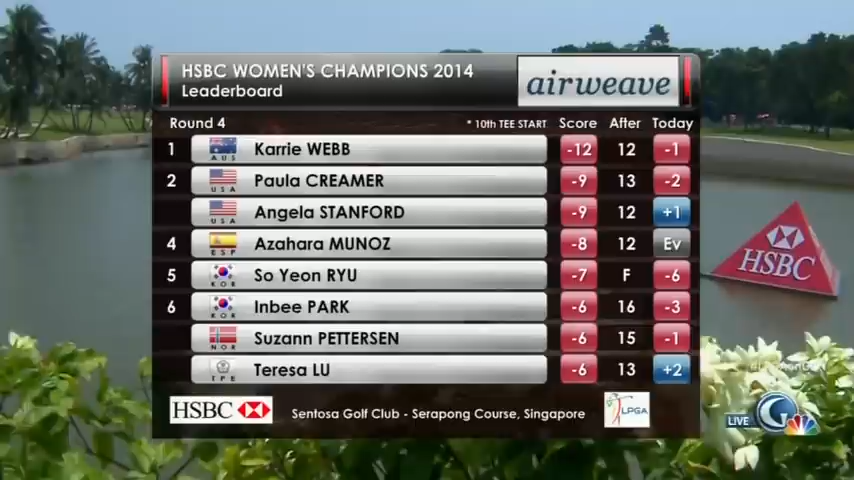 HSBC WOMEN'S CHAMPIONS 2014
Leaderboard
airweave
Round 4 * 10th TEE START Score After Today
1 AUS Karrie WEBB -12 12 -1
2 USA Paula CREAMER -9 13 -2
USA Angela STANFORD -9 12 +1
4 ESP Azahara MUNOZ -8 12 Ev
5 KOR So Yeon RYU -7 F -6
6 KOR Inbee PARK -6 16 -3
NOR Suzann PETTERSEN -6 15 -1
TPE Teresa LU -6 13 +2
HSBC
HSBC
Sentosa Golf Club - Serapong Course, Singapore
LPGA
LIVE